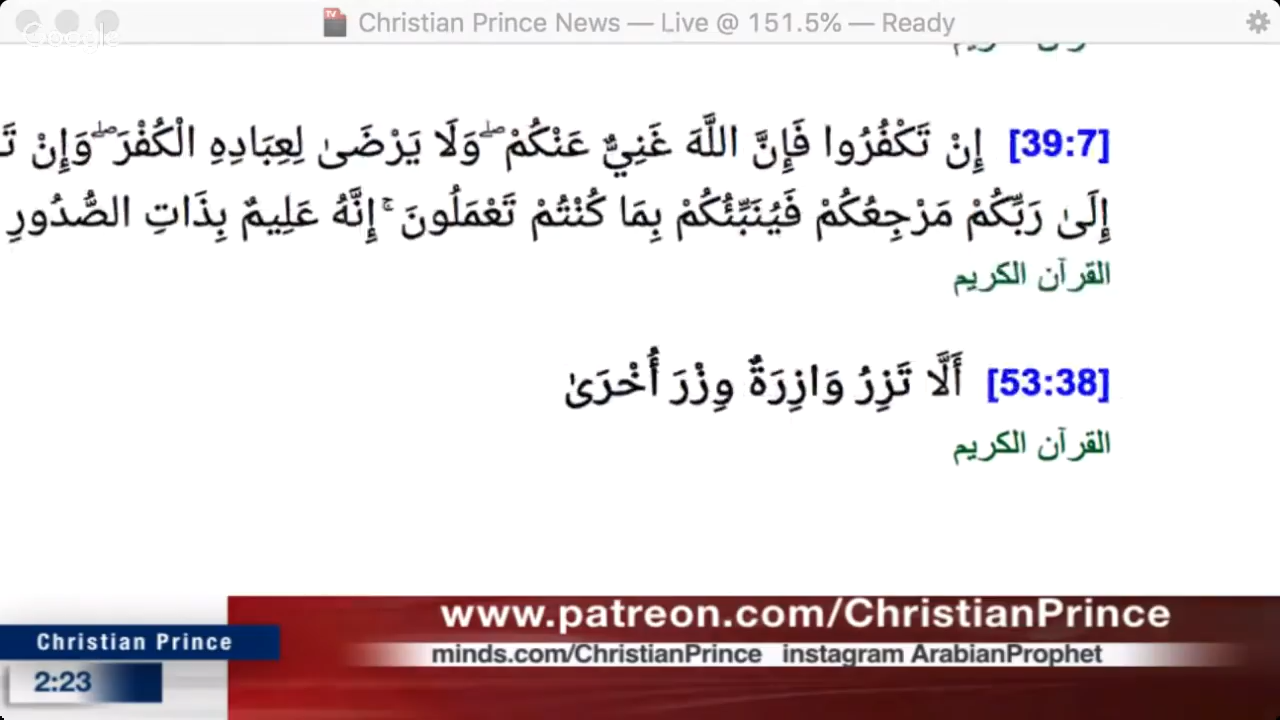 Christian Prince News — Live @ 151.5% — Ready
Google
[39:7] إِنْ تَكْفُرُوا فَإِنَّ اللَّهَ غَنِيٌّ عَنْكُمْ ۖ وَلَا يَرْضَىٰ لِعِبَادِهِ الْكُفْرَ ۖ وَإِنْ
إِلَىٰ رَبِّكُمْ مَرْجِعُكُمْ فَيُنَبِّئُكُمْ بِمَا كُنْتُمْ تَعْمَلُونَ ۚ إِنَّهُ عَلِيمٌ بِذَاتِ الصُّدُورِ
القرآن الكريم
[53:38] أَلَّا تَزِرُ وَازِرَةٌ وِزْرَ أُخْرَىٰ
القرآن الكريم
www.patreon.com/ChristianPrince
Christian Prince
minds.com/ChristianPrince instagram ArabianProphet
2:23